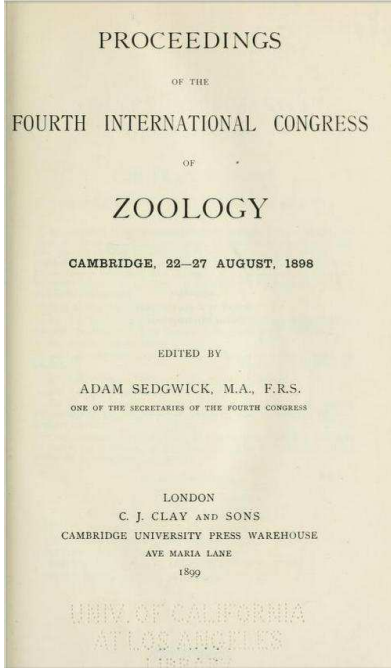 PROCEEDINGS
OF THE
FOURTH INTERNATIONAL CONGRESS
OF
ZOOLOGY
CAMBRIDGE, 22—27 AUGUST, 1898
EDITED BY
ADAM SEDGWICK, M.A., F.R.S.
ONE OF THE SECRETARIES OF THE FOURTH CONGRESS
LONDON
C. J. CLAY AND SONS
CAMBRIDGE UNIVERSITY PRESS WAREHOUSE
AVE MARIA LANE
1899
UNIV. OF CALIFORNIA
AT LOS ANGELES